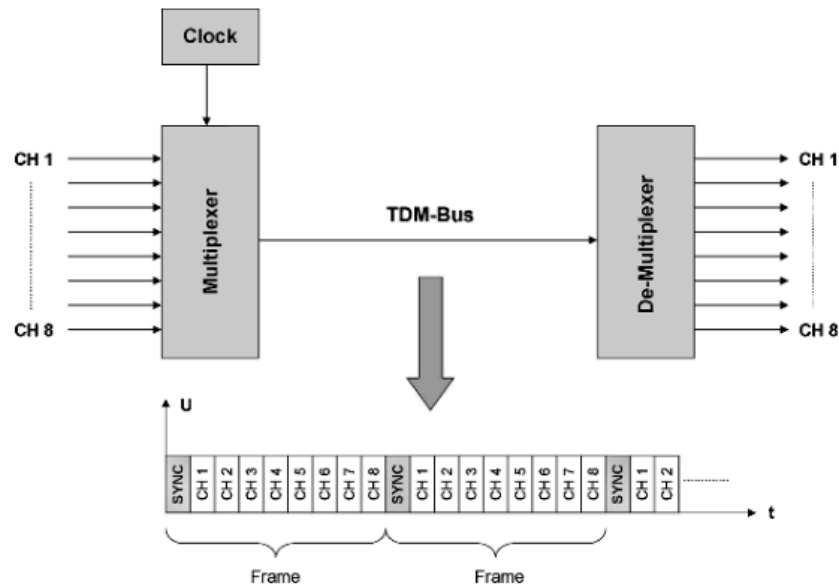 Clock
CH 1
CH 8
Multiplexer
TDM-Bus
De-Multiplexer
CH 1
CH 8
U
SYNC CH 1 CH 2 CH 3 CH 4 CH 5 CH 6 CH 7 CH 8 SYNC CH 1 CH 2 CH 3 CH 4 CH 5 CH 6 CH 7 CH 8 SYNC CH 1 CH 2
t
Frame
Frame